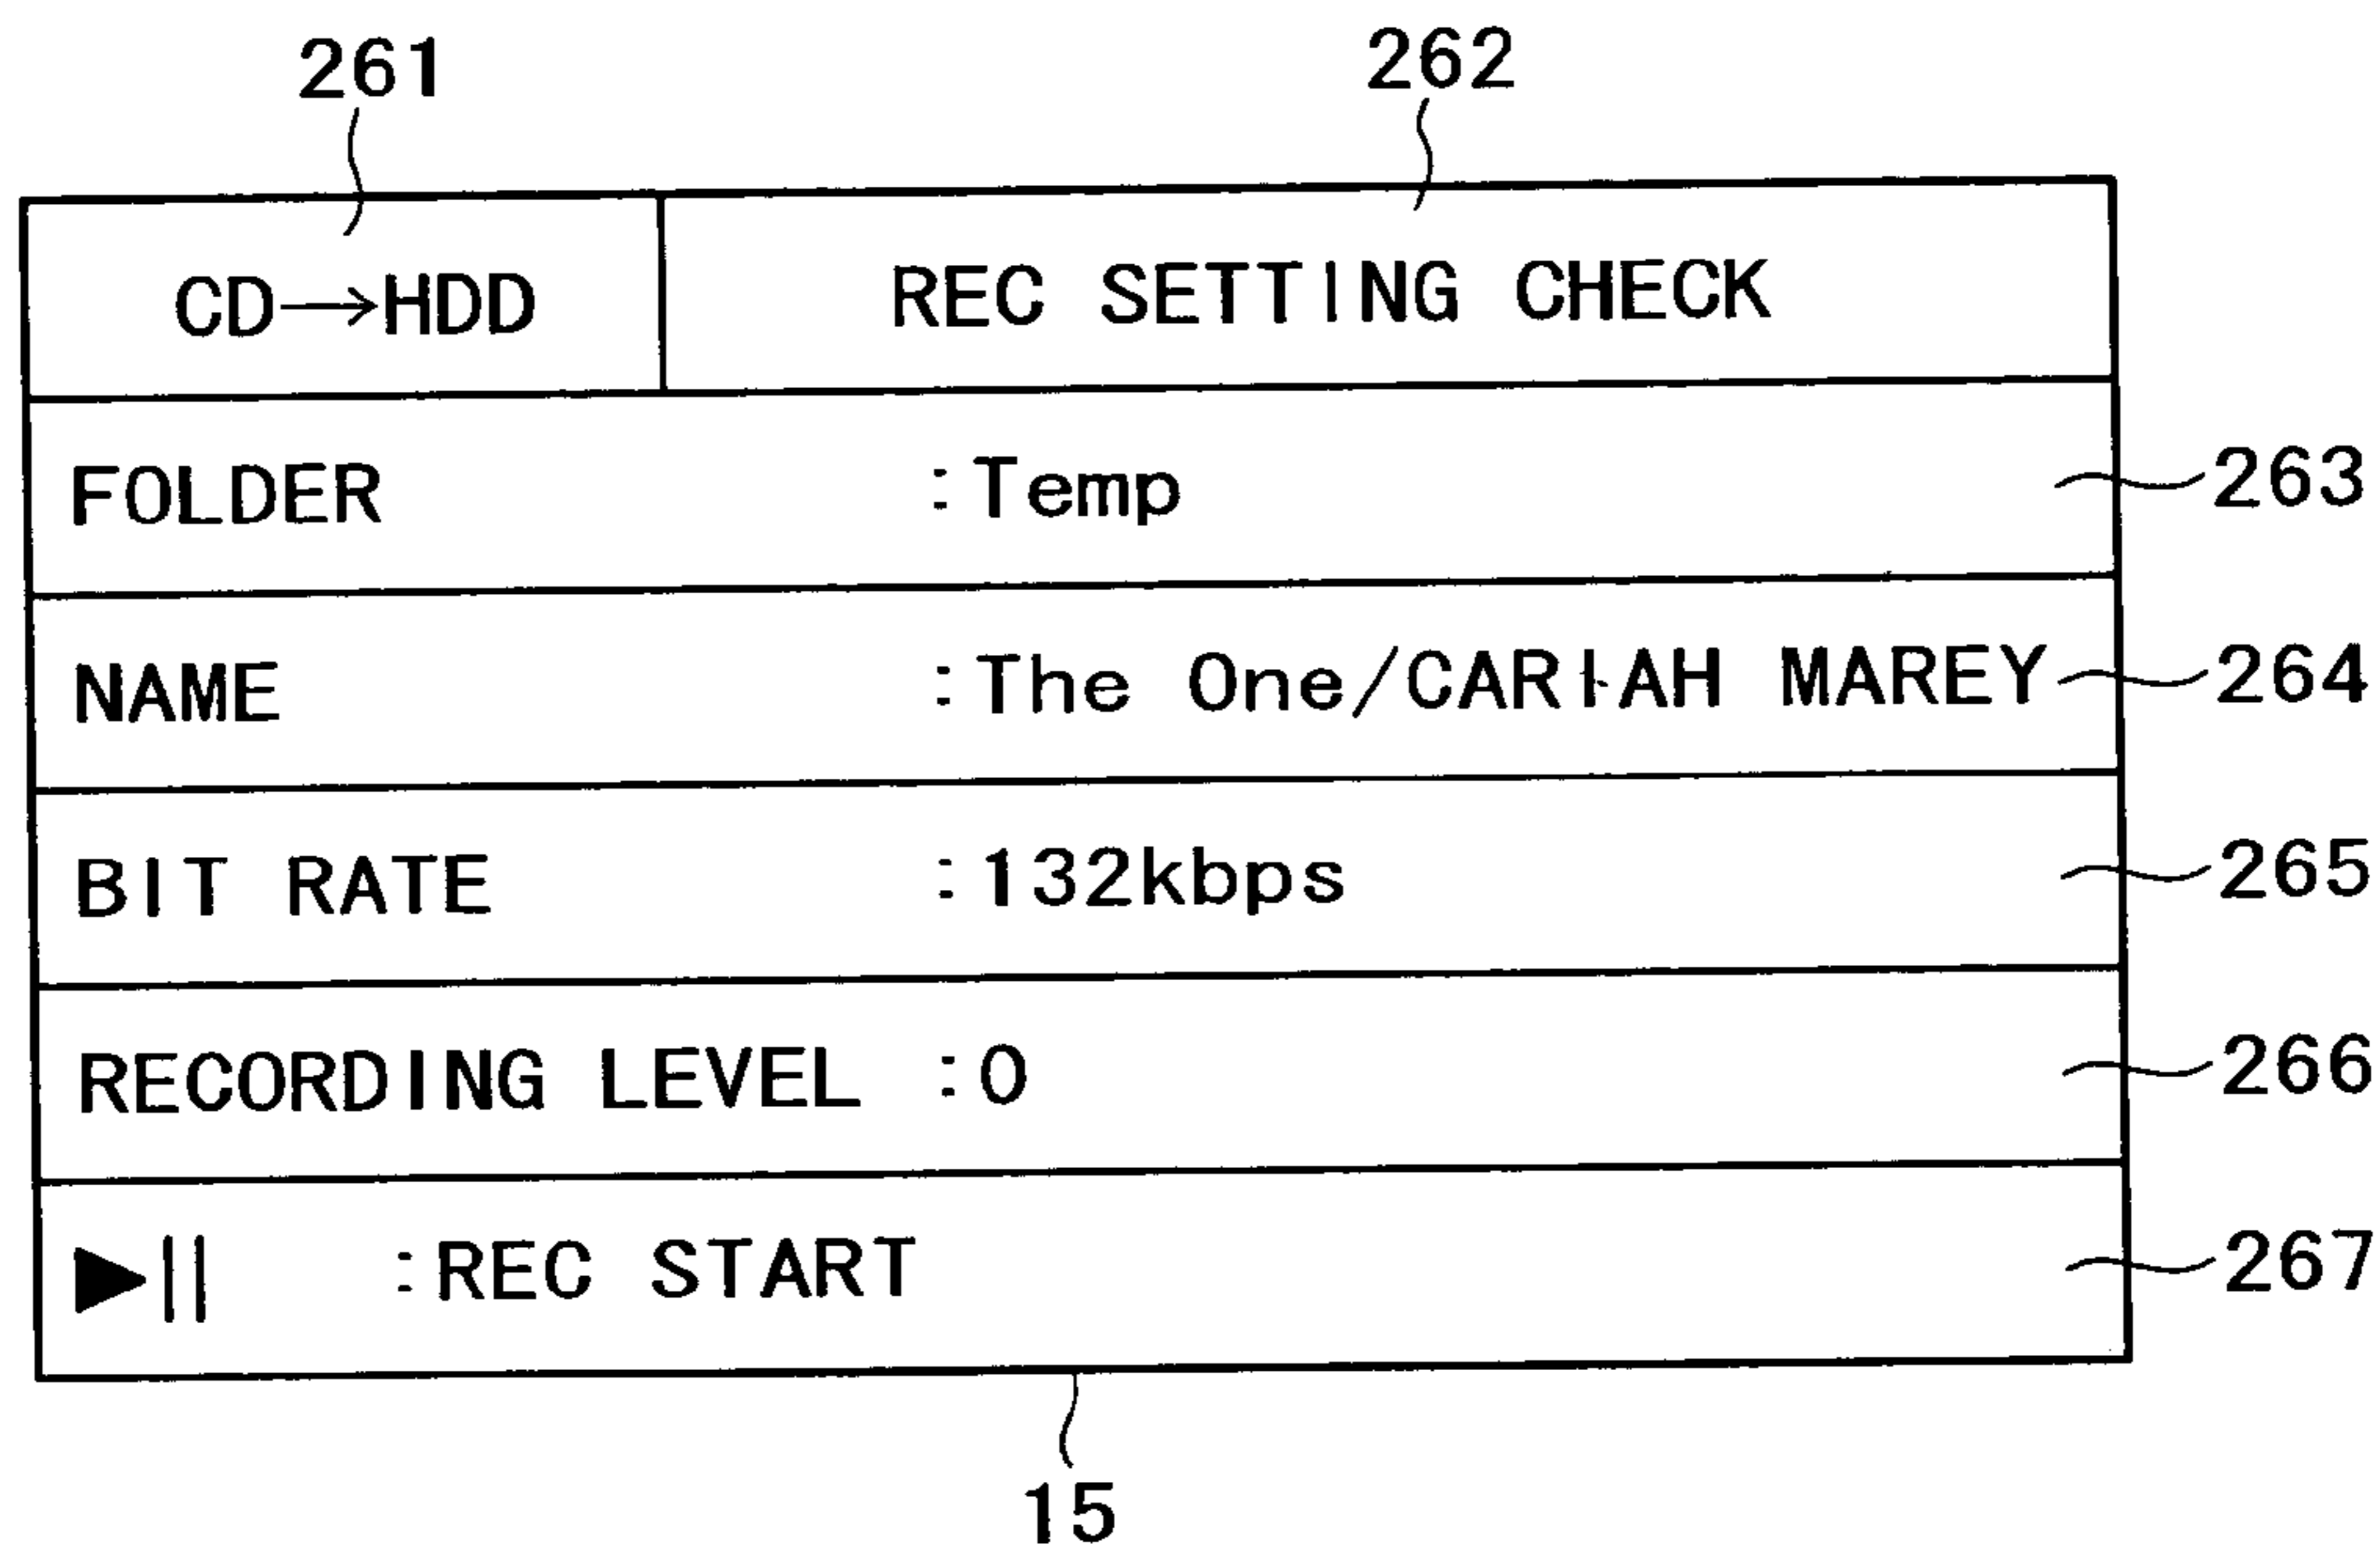 261 262
CD→HDD REC SETTING CHECK
FOLDER :Temp 263
NAME :The One/CARIAH MAREY 264
BIT RATE :132kbps 265
RECORDING LEVEL :0 266
▶|| :REC START 267
15